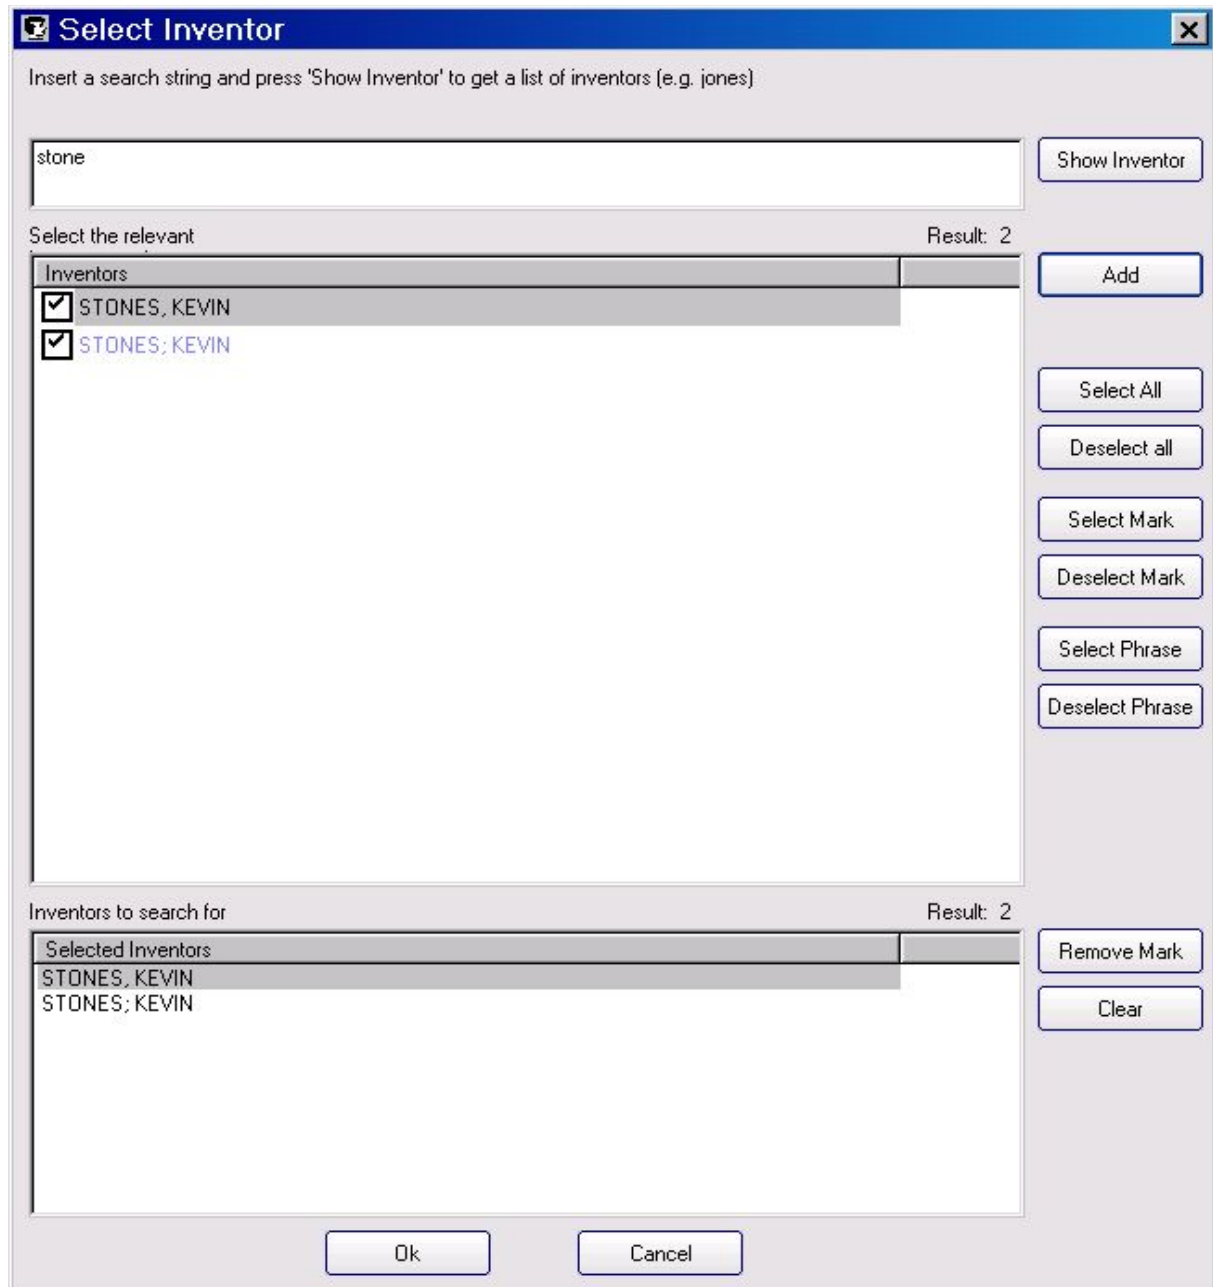 Select Inventor
Insert a search string and press 'Show Inventor' to get a list of inventors (e.g. jones)
stone
Show Inventor
Select the relevant
Result: 2
Inventors
Add
STONES, KEVIN
STONES; KEVIN
Select All
Deselect all
Select Mark
Deselect Mark
Select Phrase
Deselect Phrase
Inventors to search for
Result: 2
Selected Inventors
Remove Mark
STONES, KEVIN
STONES; KEVIN
Clear
Ok
Cancel